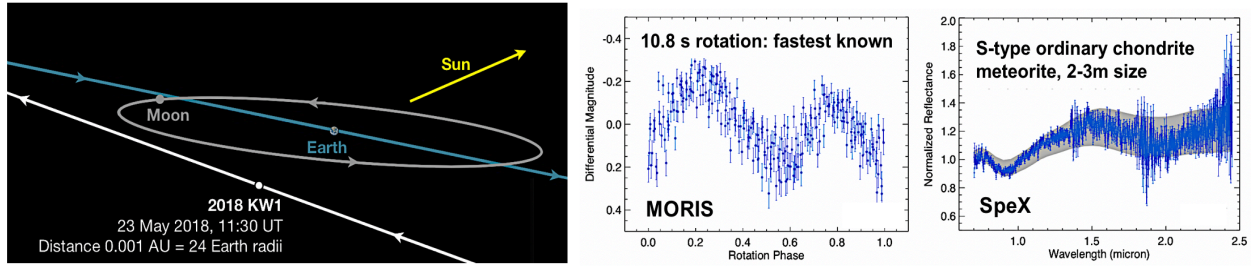 Sun
Moon
Earth
2018 KW1
23 May 2018, 11:30 UT
Distance 0.001 AU = 24 Earth radii
10.8 s rotation: fastest known
Differential Magnitude
-0.4
-0.2
0.0
0.2
0.4
MORIS
0.0 0.2 0.4 0.6 0.8 1.0
Rotation Phase
S-type ordinary chondrite
meteorite, 2-3m size
Normalized Reflectance
2.0
1.8
1.6
1.4
1.2
1.0
0.8
0.6
SpeX
1.0 1.5 2.0 2.5
Wavelength (micron)